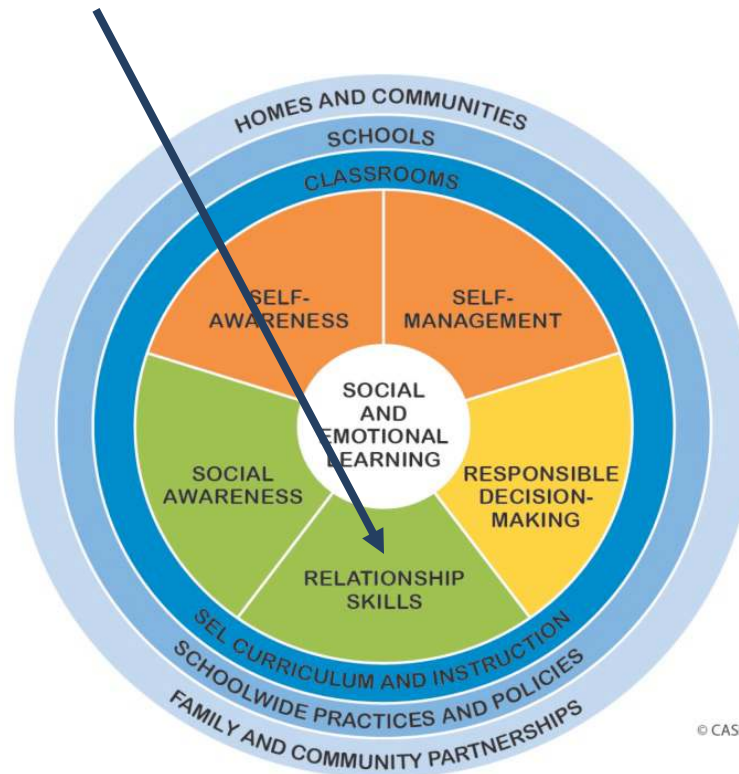 HOMES AND COMMUNITIES
SCHOOLS
CLASSROOMS
SELF-
AWARENESS
SELF-
MANAGEMENT
SOCIAL
AND
EMOTIONAL
LEARNING
SOCIAL
AWARENESS
RESPONSIBLE
DECISION-
MAKING
RELATIONSHIP
SKILLS
SEL CURRICULUM AND INSTRUCTION
SCHOOLWIDE PRACTICES AND POLICIES
FAMILY AND COMMUNITY PARTNERSHIPS
© CAS